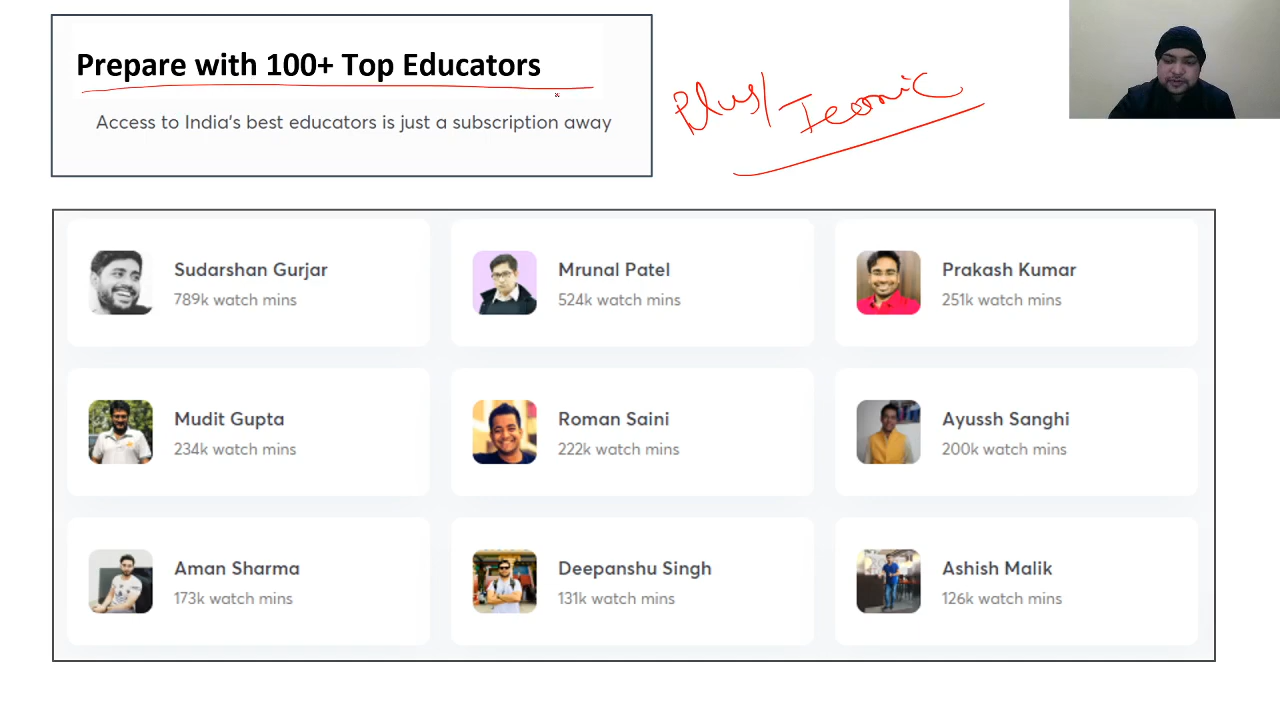 Prepare with 100+ Top Educators
Access to India's best educators is just a subscription away
Plus/ Iconic
Sudarshan Gurjar
789k watch mins
Mrunal Patel
524k watch mins
Prakash Kumar
251k watch mins
Mudit Gupta
234k watch mins
Roman Saini
222k watch mins
Ayussh Sanghi
200k watch mins
Aman Sharma
173k watch mins
Deepanshu Singh
131k watch mins
Ashish Malik
126k watch mins